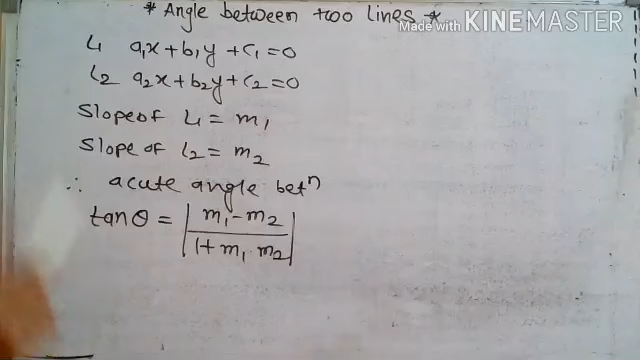 * Angle between two lines *
Made with KINEMASTER
L1 a₁x + b₁y + c₁ = 0
L2 a₂x + b₂y + c₂ = 0
Slope of L1 = m₁
Slope of L2 = m₂
∴ acute angle betⁿ
tan θ = | (m₁ - m₂) / (1 + m₁ m₂) |